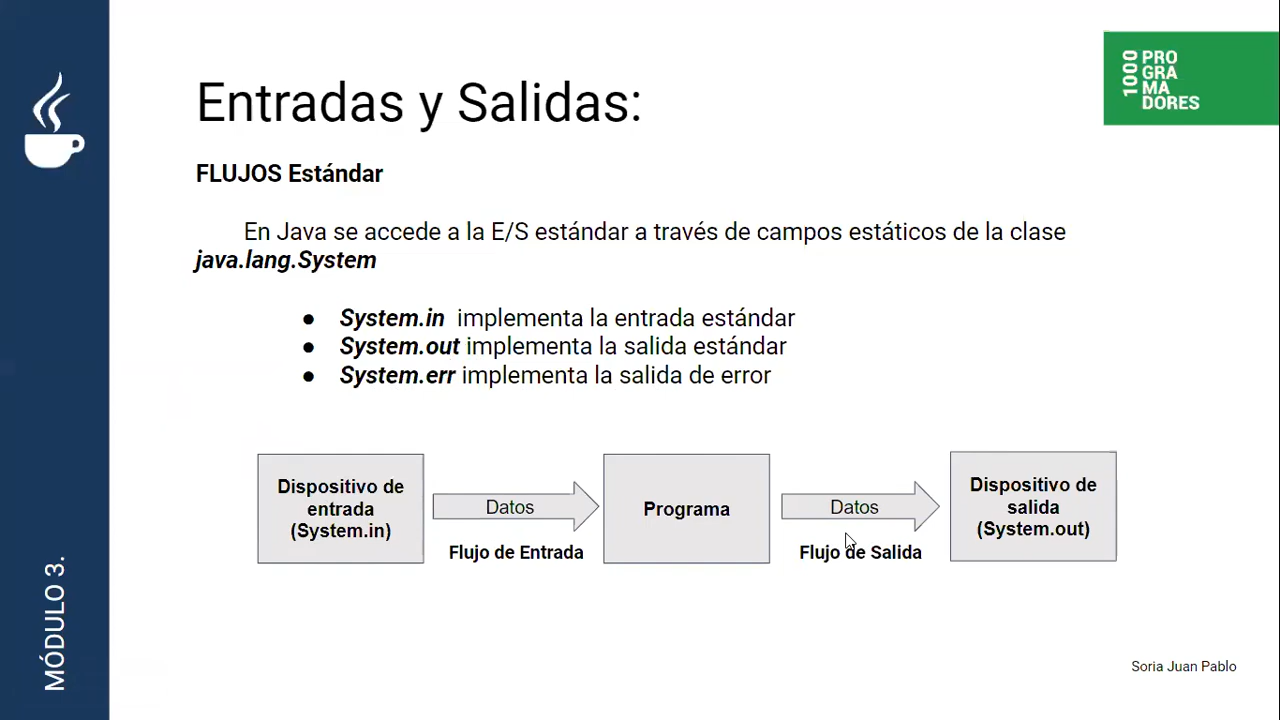 Entradas y Salidas:
1000
PRO
GRA
MA
DORES
FLUJOS Estándar
En Java se accede a la E/S estándar a través de campos estáticos de la clase
java.lang.System
● System.in implementa la entrada estándar
● System.out implementa la salida estándar
● System.err implementa la salida de error
Dispositivo de
entrada
(System.in)
Datos
Flujo de Entrada
Programa
Datos
Flujo de Salida
Dispositivo de
salida
(System.out)
MÓDULO 3.
Soria Juan Pablo